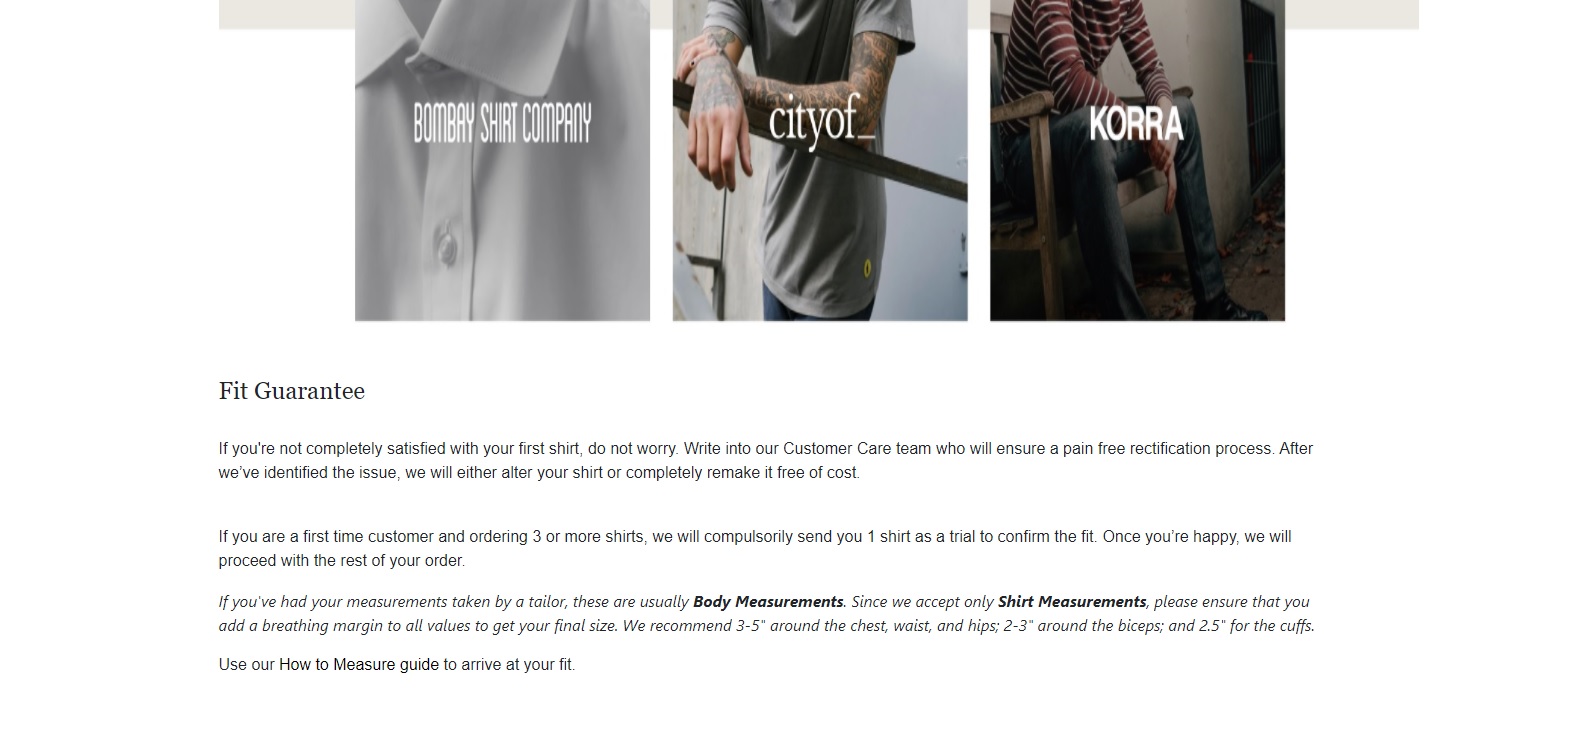 BOMBAY SHIRT COMPANY
cityof_
KORRA
Fit Guarantee
If you're not completely satisfied with your first shirt, do not worry. Write into our Customer Care team who will ensure a pain free rectification process. After
we’ve identified the issue, we will either alter your shirt or completely remake it free of cost.
If you are a first time customer and ordering 3 or more shirts, we will compulsorily send you 1 shirt as a trial to confirm the fit. Once you’re happy, we will
proceed with the rest of your order.
If you've had your measurements taken by a tailor, these are usually Body Measurements. Since we accept only Shirt Measurements, please ensure that you
add a breathing margin to all values to get your final size. We recommend 3-5" around the chest, waist, and hips; 2-3" around the biceps; and 2.5" for the cuffs.
Use our How to Measure guide to arrive at your fit.